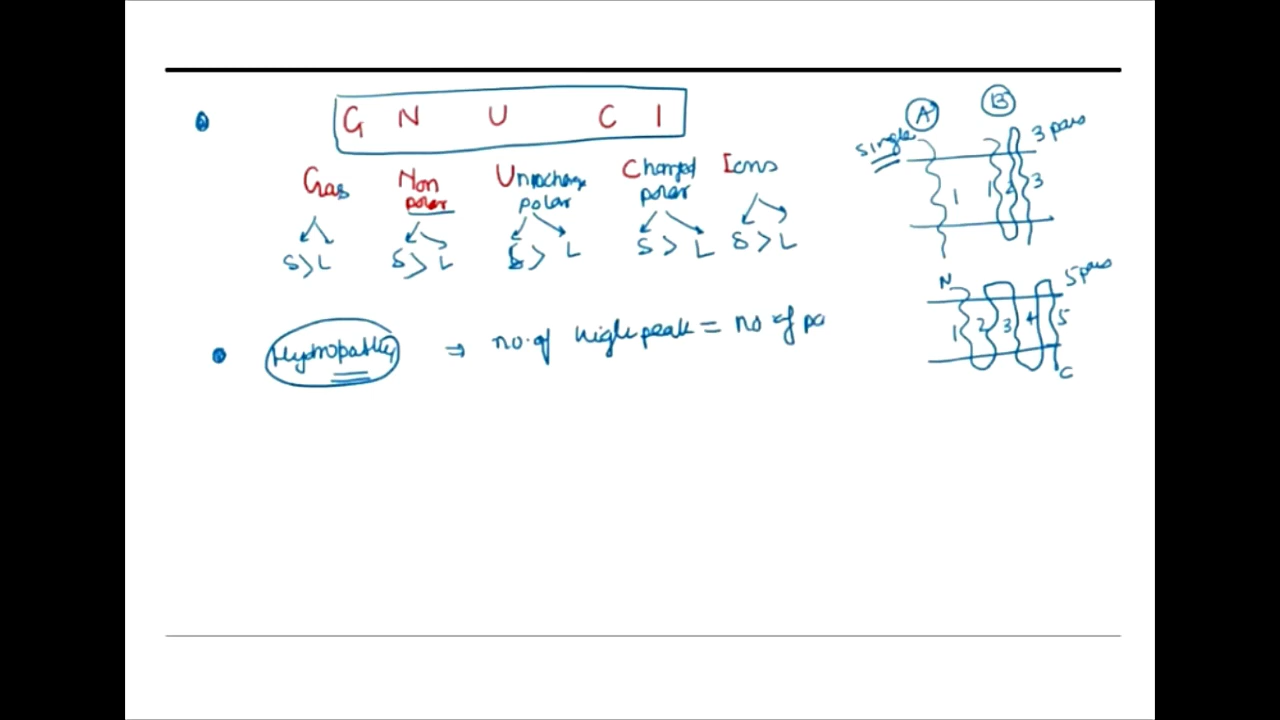 G N U C I
Gas Non Charged Ions
polar polar polar
S > L S > L S > L S > L S > L
Hydropathy ⇒ no. of high peak = no of pa
A B
single 3 pass
1 1 2 3
N 5 pass
1 2 3 4 5
C